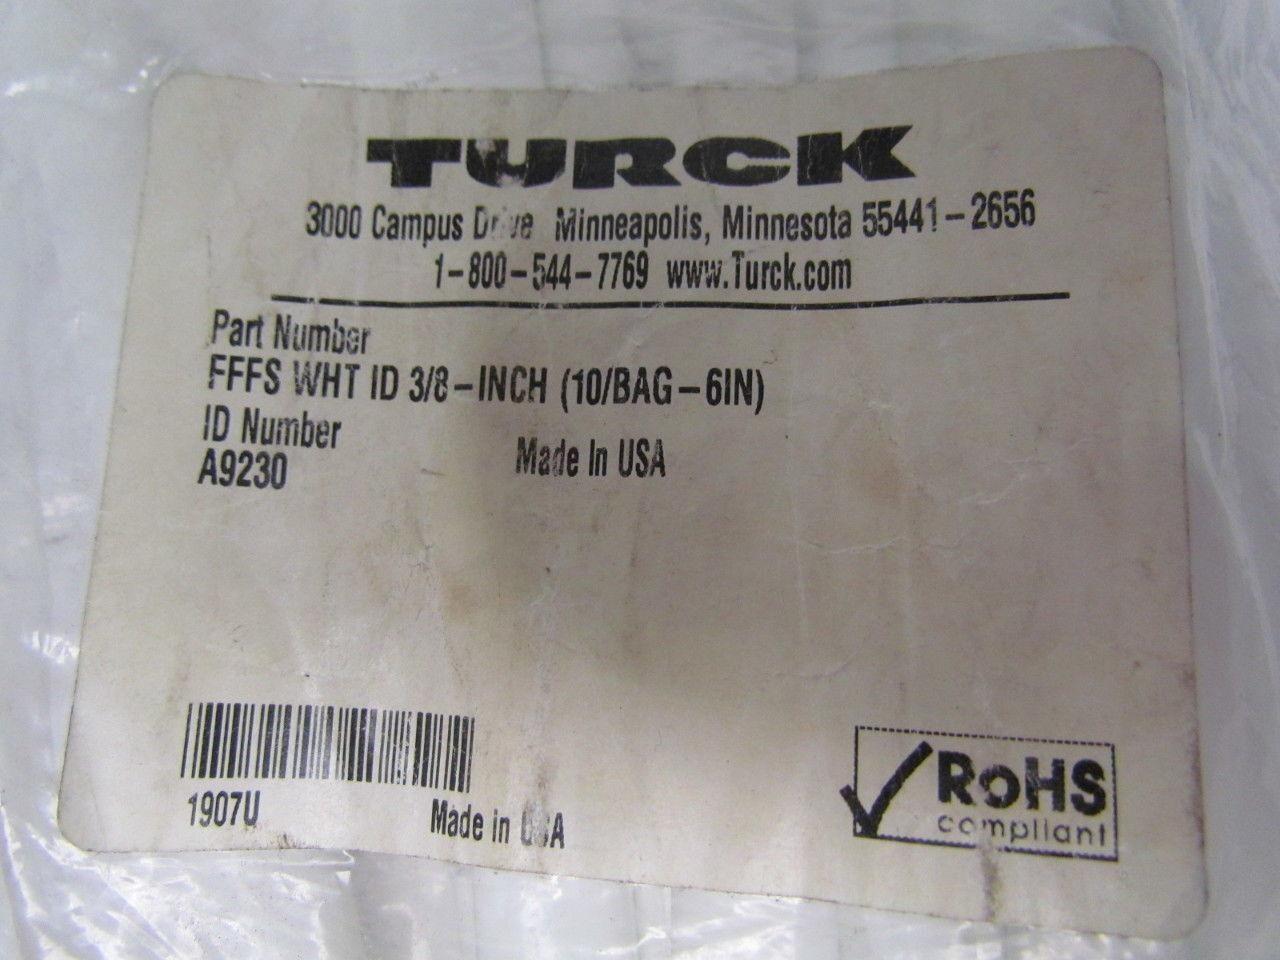 TURCK
3000 Campus Drive Minneapolis, Minnesota 55441-2656
1-800-544-7769 www.Turck.com
Part Number
FFFS WHT ID 3/8-INCH (10/BAG-6IN)
ID Number
A9230
Made In USA
1907U
Made in USA
RoHS
compliant